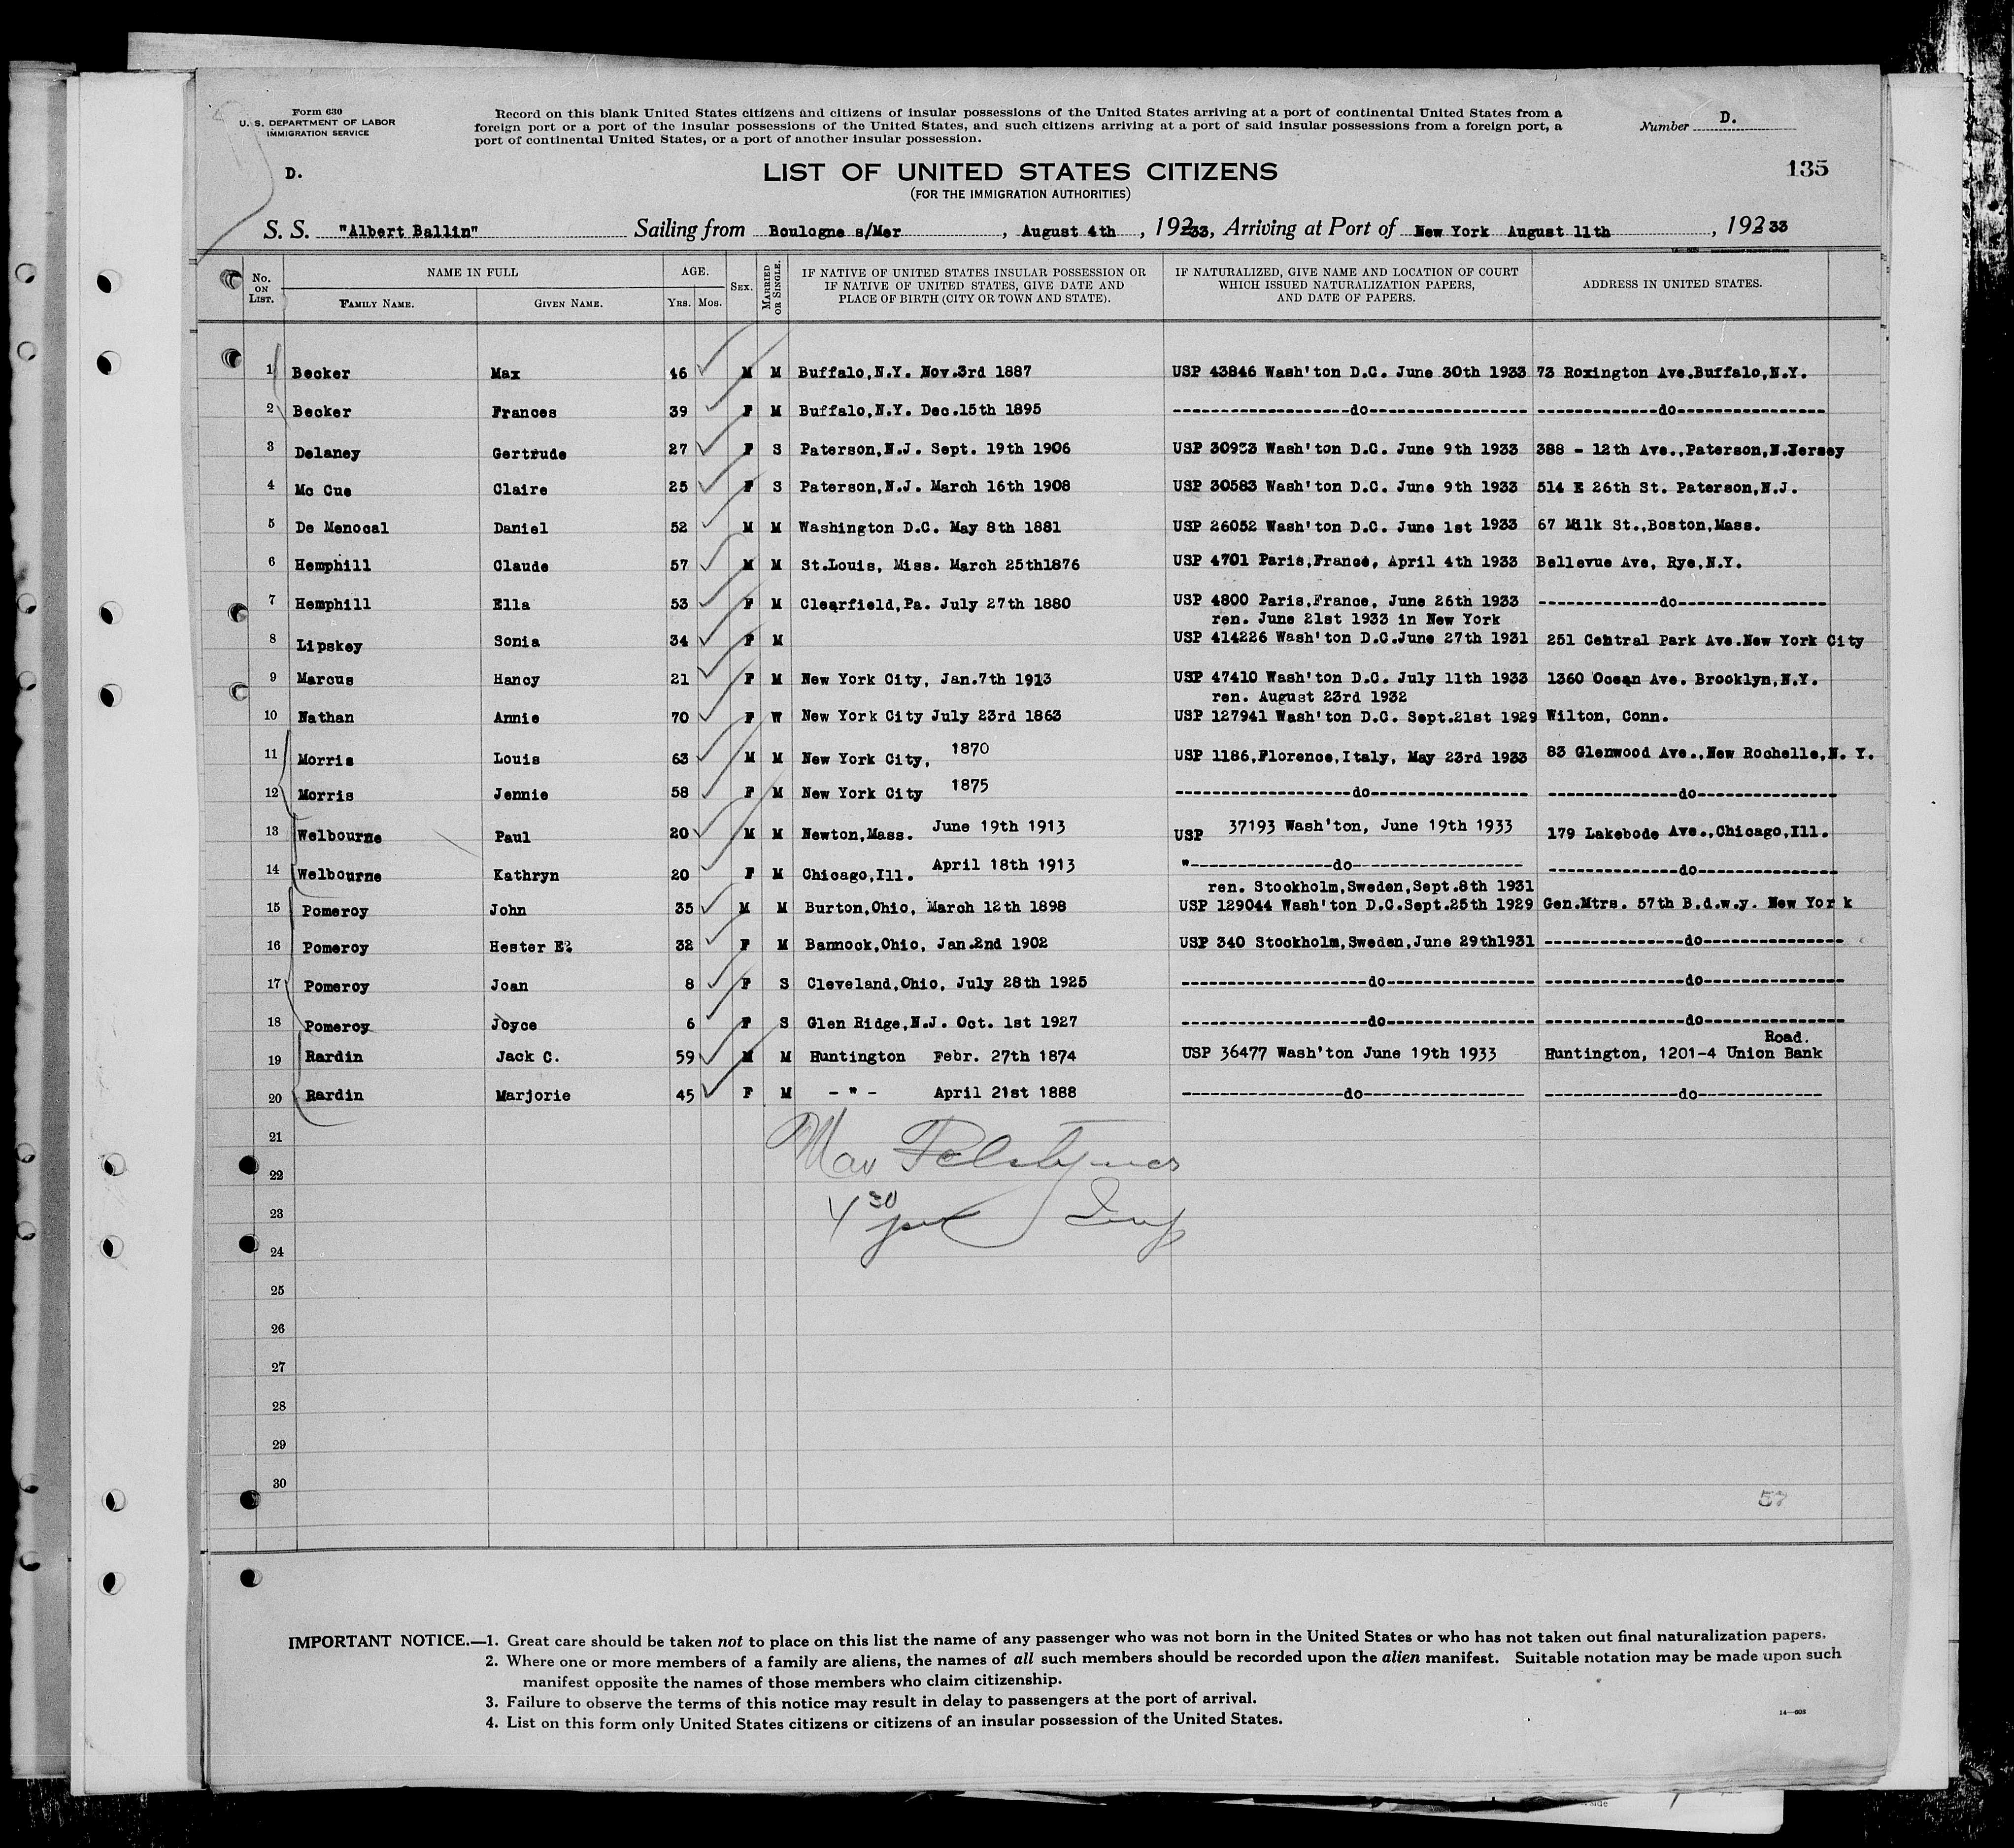 Form 630
U. S. DEPARTMENT OF LABOR
IMMIGRATION SERVICE
Record on this blank United States citizens and citizens of insular possessions of the United States arriving at a port of continental United States from a
foreign port or a port of the insular possessions of the United States, and such citizens arriving at a port of said insular possessions from a foreign port, a
port of continental United States, or a port of another insular possession.
Number D.
D.
LIST OF UNITED STATES CITIZENS
135
(FOR THE IMMIGRATION AUTHORITIES)
S. S. "Albert Ballin" Sailing from Boulogne s/Mer, August 4th, 19233, Arriving at Port of New York August 11th, 19233
No. ON LIST. NAME IN FULL AGE. SEX. MARRIED OR SINGLE. IF NATIVE OF UNITED STATES INSULAR POSSESSION OR IF NATIVE OF UNITED STATES, GIVE DATE AND PLACE OF BIRTH (CITY OR TOWN AND STATE). IF NATURALIZED, GIVE NAME AND LOCATION OF COURT WHICH ISSUED NATURALIZATION PAPERS, AND DATE OF PAPERS. ADDRESS IN UNITED STATES.
FAMILY NAME. GIVEN NAME. YRS. MOS.
1 Becker Max 46 M M Buffalo,N.Y. Nov.3rd 1887 USP 43846 Wash'ton D.C. June 30th 1933 73 Roxington Ave.Buffalo,N.Y.
2 Becker Frances 39 F M Buffalo,N.Y. Dec.15th 1895 -------------------do----------------- -------------do----------------
3 Delaney Gertrude 27 F S Paterson,N.J. Sept. 19th 1906 USP 30933 Wash'ton D.C. June 9th 1933 388 - 12th Ave.,Paterson,N.Jersey
4 Mc Cue Claire 25 F S Paterson,N.J. March 16th 1908 USP 30583 Wash'ton D.C. June 9th 1933 514 E 26th St. Paterson,N.J.
5 De Menocal Daniel 52 M M Washington D.C. May 8th 1881 USP 26052 Wash'ton D.C. June 1st 1933 67 Milk St.,Boston,Mass.
6 Hemphill Claude 57 M M St.Louis, Miss. March 25th1876 USP 4701 Paris,France, April 4th 1933 Bellevue Ave, Rye,N.Y.
7 Hemphill Ella 53 F M Clearfield,Pa. July 27th 1880 USP 4800 Paris,France, June 26th 1933 -------------do----------------
ren. June 21st 1933 in New York
8 Lipskey Sonia 34 F M USP 414226 Wash'ton D.C.June 27th 1931 251 Central Park Ave.New York City
9 Marcus Hancy 21 F M New York City, Jan.7th 1913 USP 47410 Wash'ton D.C. July 11th 1933 1360 Ocean Ave. Brooklyn,N.Y.
ren. August 23rd 1932
10 Nathan Annie 70 F W New York City July 23rd 1863 USP 127941 Wash'ton D.C. Sept.21st 1929 Wilton, Conn.
11 Morris Louis 63 M M New York City, 1870 USP 1186,Florence,Italy, May 23rd 1933 83 Glenwood Ave.,New Rochelle,N. Y.
12 Morris Jennie 58 F M New York City 1875 -------------------do----------------- --------------do---------------
13 Welbourne Paul 20 M M Newton,Mass. June 19th 1913 USP 37193 Wash'ton, June 19th 1933 179 Lakebode Ave.,Chicago,Ill.
14 Welbourne Kathryn 20 F M Chicago,Ill. April 18th 1913 "---------------do------------------ --------------do---------------
ren. Stockholm,Sweden,Sept.8th 1931
15 Pomeroy John 35 M M Burton,Ohio, March 12th 1898 USP 129044 Wash'ton D.C.Sept.25th 1929 Gen.Mtrs. 57th B.d.w.y. New York
16 Pomeroy Hester E. 32 F M Bannock,Ohio, Jan.2nd 1902 USP 340 Stockholm,Sweden,June 29th1931 ---------------do---------------
17 Pomeroy Joan 8 F S Cleveland,Ohio, July 28th 1925 --------------------do---------------- ---------------do---------------
18 Pomeroy Joyce 6 F S Glen Ridge,N.J. Oct. 1st 1927 --------------------do---------------- ---------------do---------------
Road.
19 Rardin Jack C. 59 M M Huntington Febr. 27th 1874 USP 36477 Wash'ton June 19th 1933 Huntington, 1201-4 Union Bank
20 Rardin Marjorie 45 F M - " - April 21st 1888 -----------------do----------------- --------------do-------------
21
22
4 30
23
24
25
26
27
28
29
30
57
IMPORTANT NOTICE.—1. Great care should be taken not to place on this list the name of any passenger who was not born in the United States or who has not taken out final naturalization papers.
2. Where one or more members of a family are aliens, the names of all such members should be recorded upon the alien manifest. Suitable notation may be made upon such
manifest opposite the names of those members who claim citizenship.
3. Failure to observe the terms of this notice may result in delay to passengers at the port of arrival.
4. List on this form only United States citizens or citizens of an insular possession of the United States.
14—603